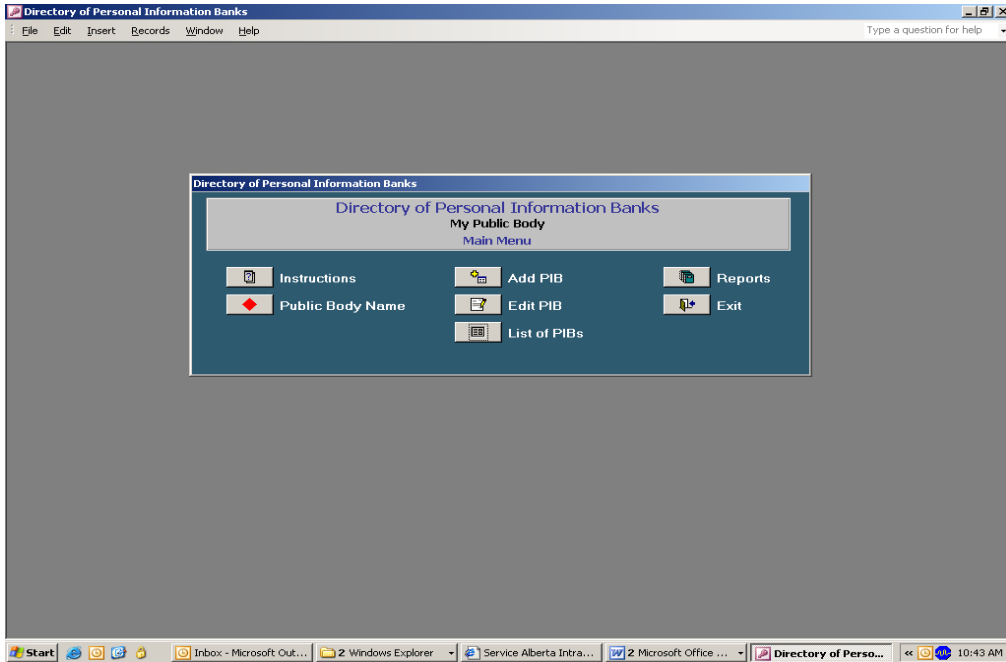 Directory of Personal Information Banks
File Edit Insert Records Window Help Type a question for help
Directory of Personal Information Banks
Directory of Personal Information Banks
My Public Body
Main Menu
Instructions Add PIB Reports
Public Body Name Edit PIB Exit
List of PIBs
Start Inbox - Microsoft Out... 2 Windows Explorer Service Alberta Intra... 2 Microsoft Office ... Directory of Perso... « 10:43 AM